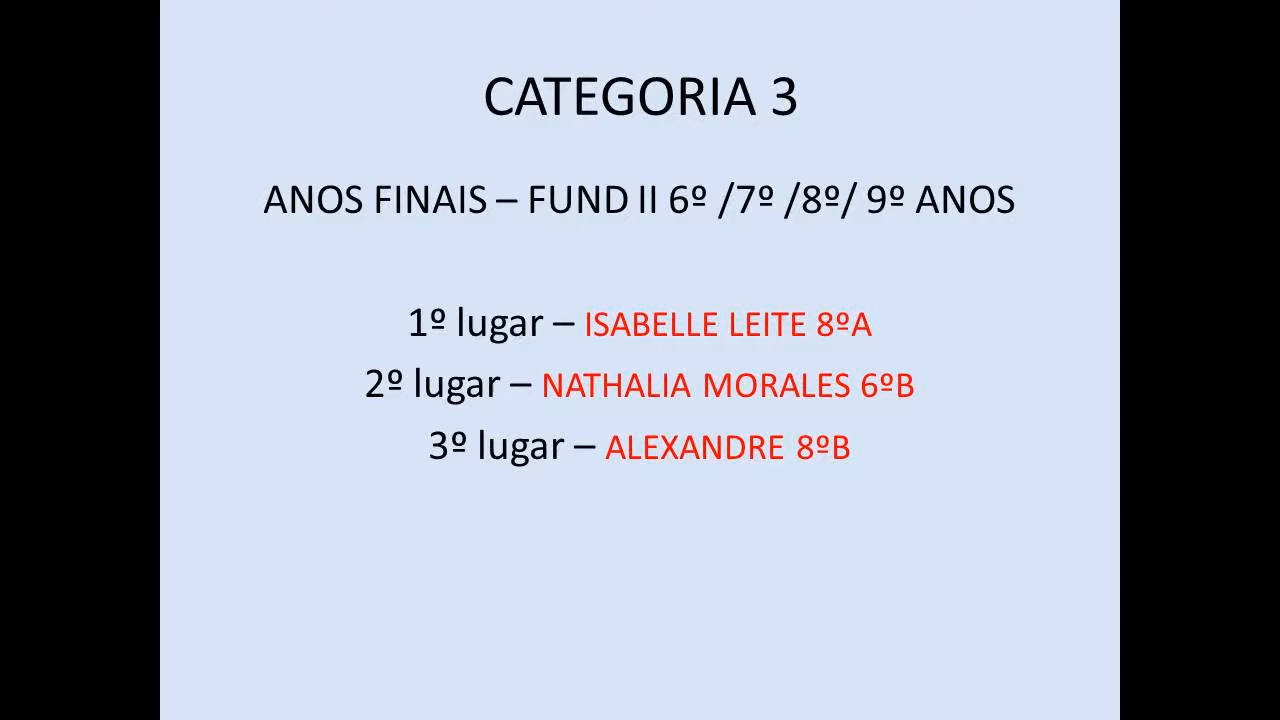 CATEGORIA 3
ANOS FINAIS – FUND II 6º /7º /8º/ 9º ANOS
1º lugar – ISABELLE LEITE 8ºA
2º lugar – NATHALIA MORALES 6ºB
3º lugar – ALEXANDRE 8ºB